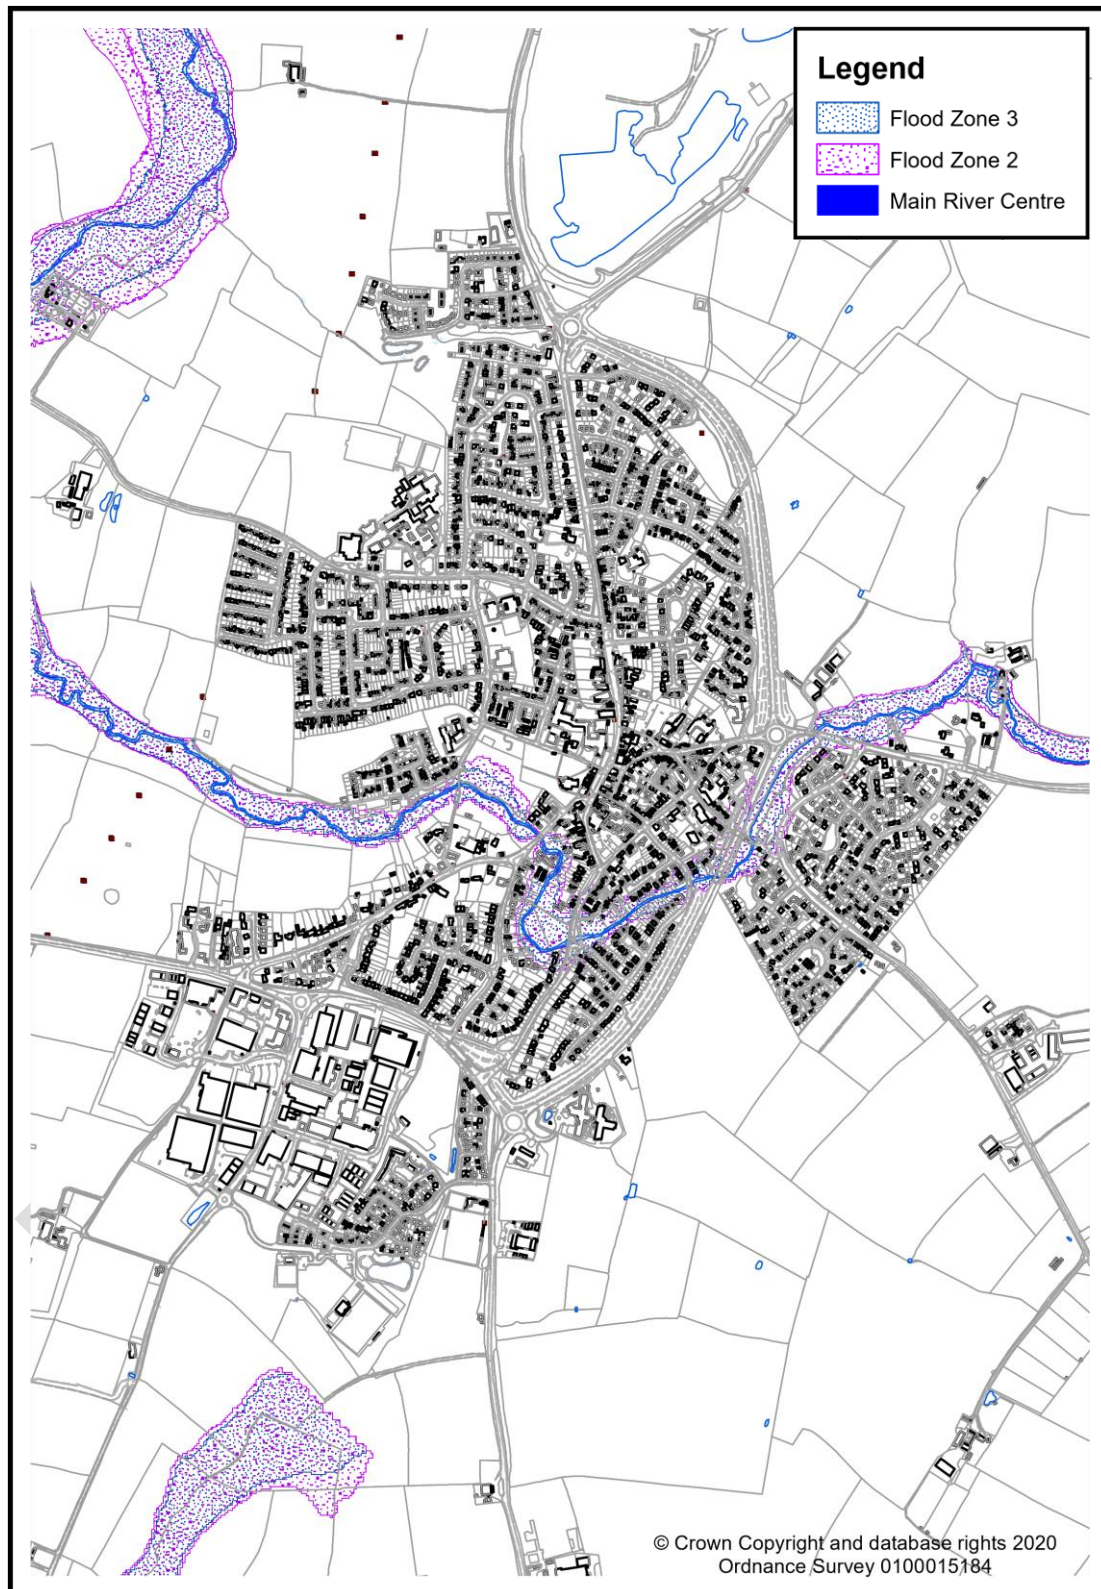 Legend
Flood Zone 3
Flood Zone 2
Main River Centre
© Crown Copyright and database rights 2020
Ordnance Survey 0100015184